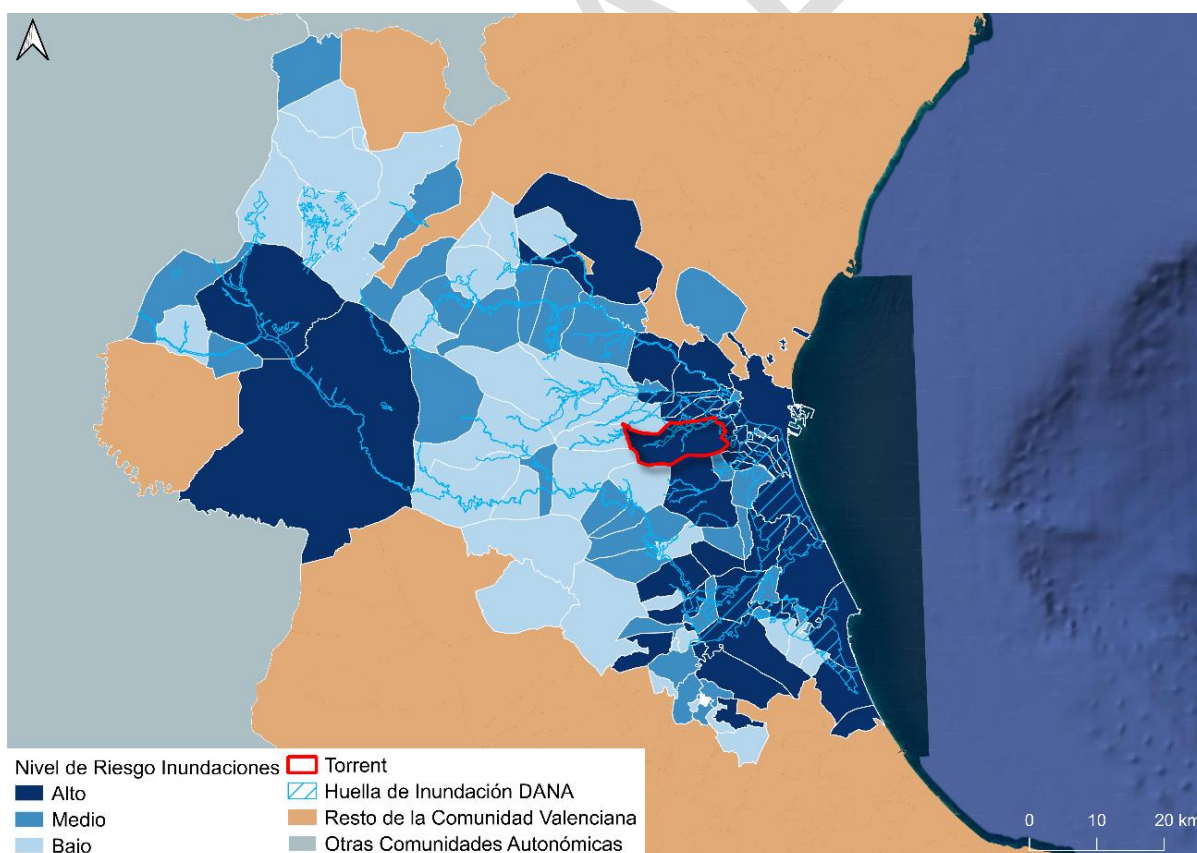 Nivel de Riesgo Inundaciones
Alto
Medio
Bajo
Torrent
Huella de Inundación DANA
Resto de la Comunidad Valenciana
Otras Comunidades Autonómicas
0 10 20 km